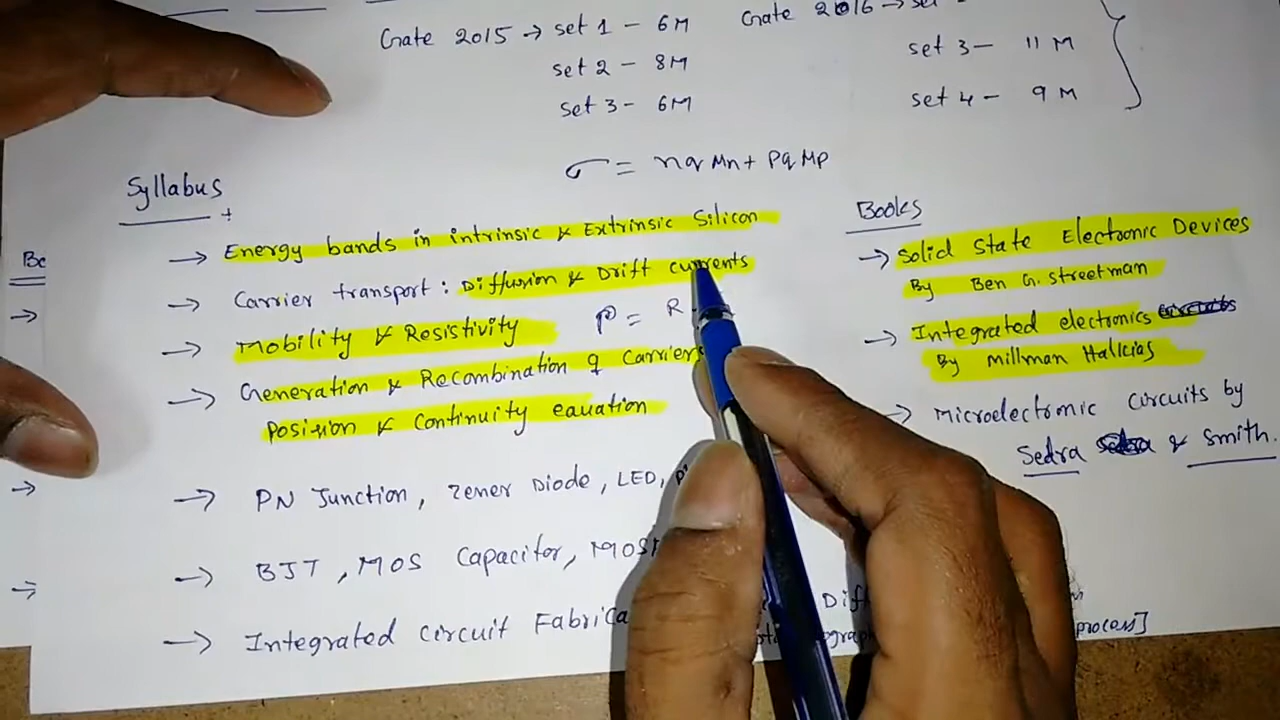 Gate 2015 → set 1 - 6M
set 2 - 8M
set 3 - 6M
Gate 2016 →
set 3 - 11 M
set 4 - 9 M
σ = nqμn + Pqμp
Syllabus
→ Energy bands in intrinsic & Extrinsic Silicon
→ Carrier transport : Diffusion & Drift currents
→ Mobility & Resistivity
ρ = R
→ Generation & Recombination of Carriers
Poission & Continuity equation
→ PN Junction, Zener Diode, LED,
→ BJT, MOS Capacitor,
→ Integrated circuit
process]
Books
→ Solid State Electronic Devices
By Ben G. Streetman
→ Integrated electronics
By Millman Halkias
→ Microelectronic Circuits by
Sedra & Smith.